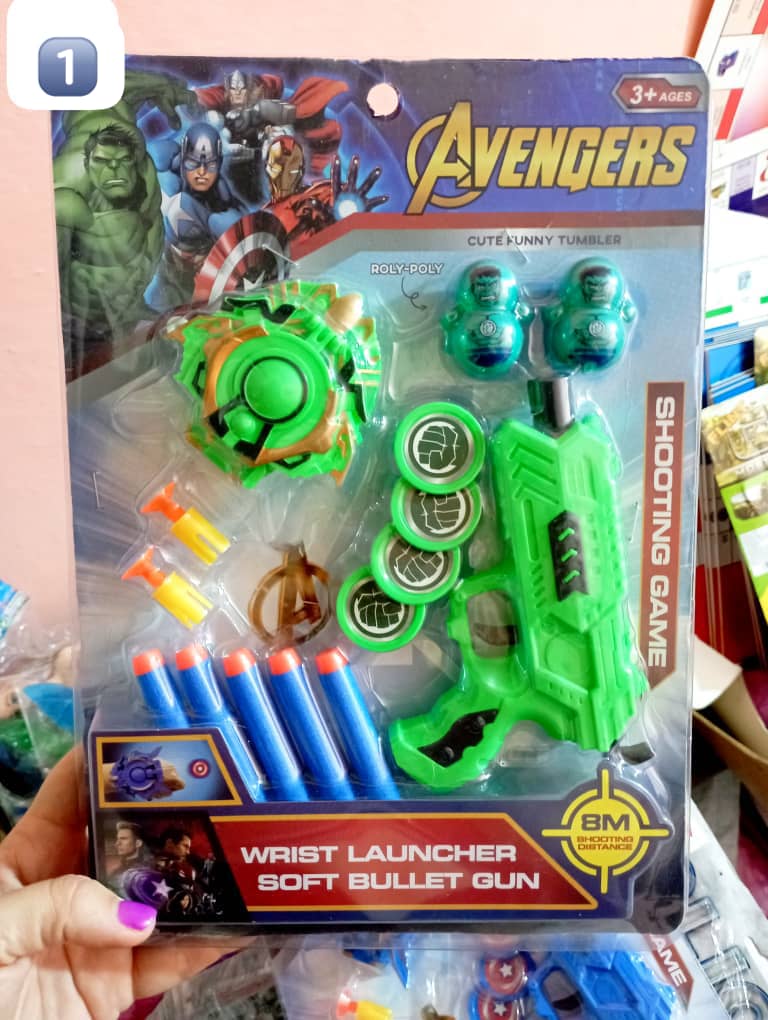 1
3+ AGES
AVENGERS
CUTE FUNNY TUMBLER
ROLY-POLY
SHOOTING GAME
A
8M
SHOOTING
DISTANCE
WRIST LAUNCHER
SOFT BULLET GUN
AME